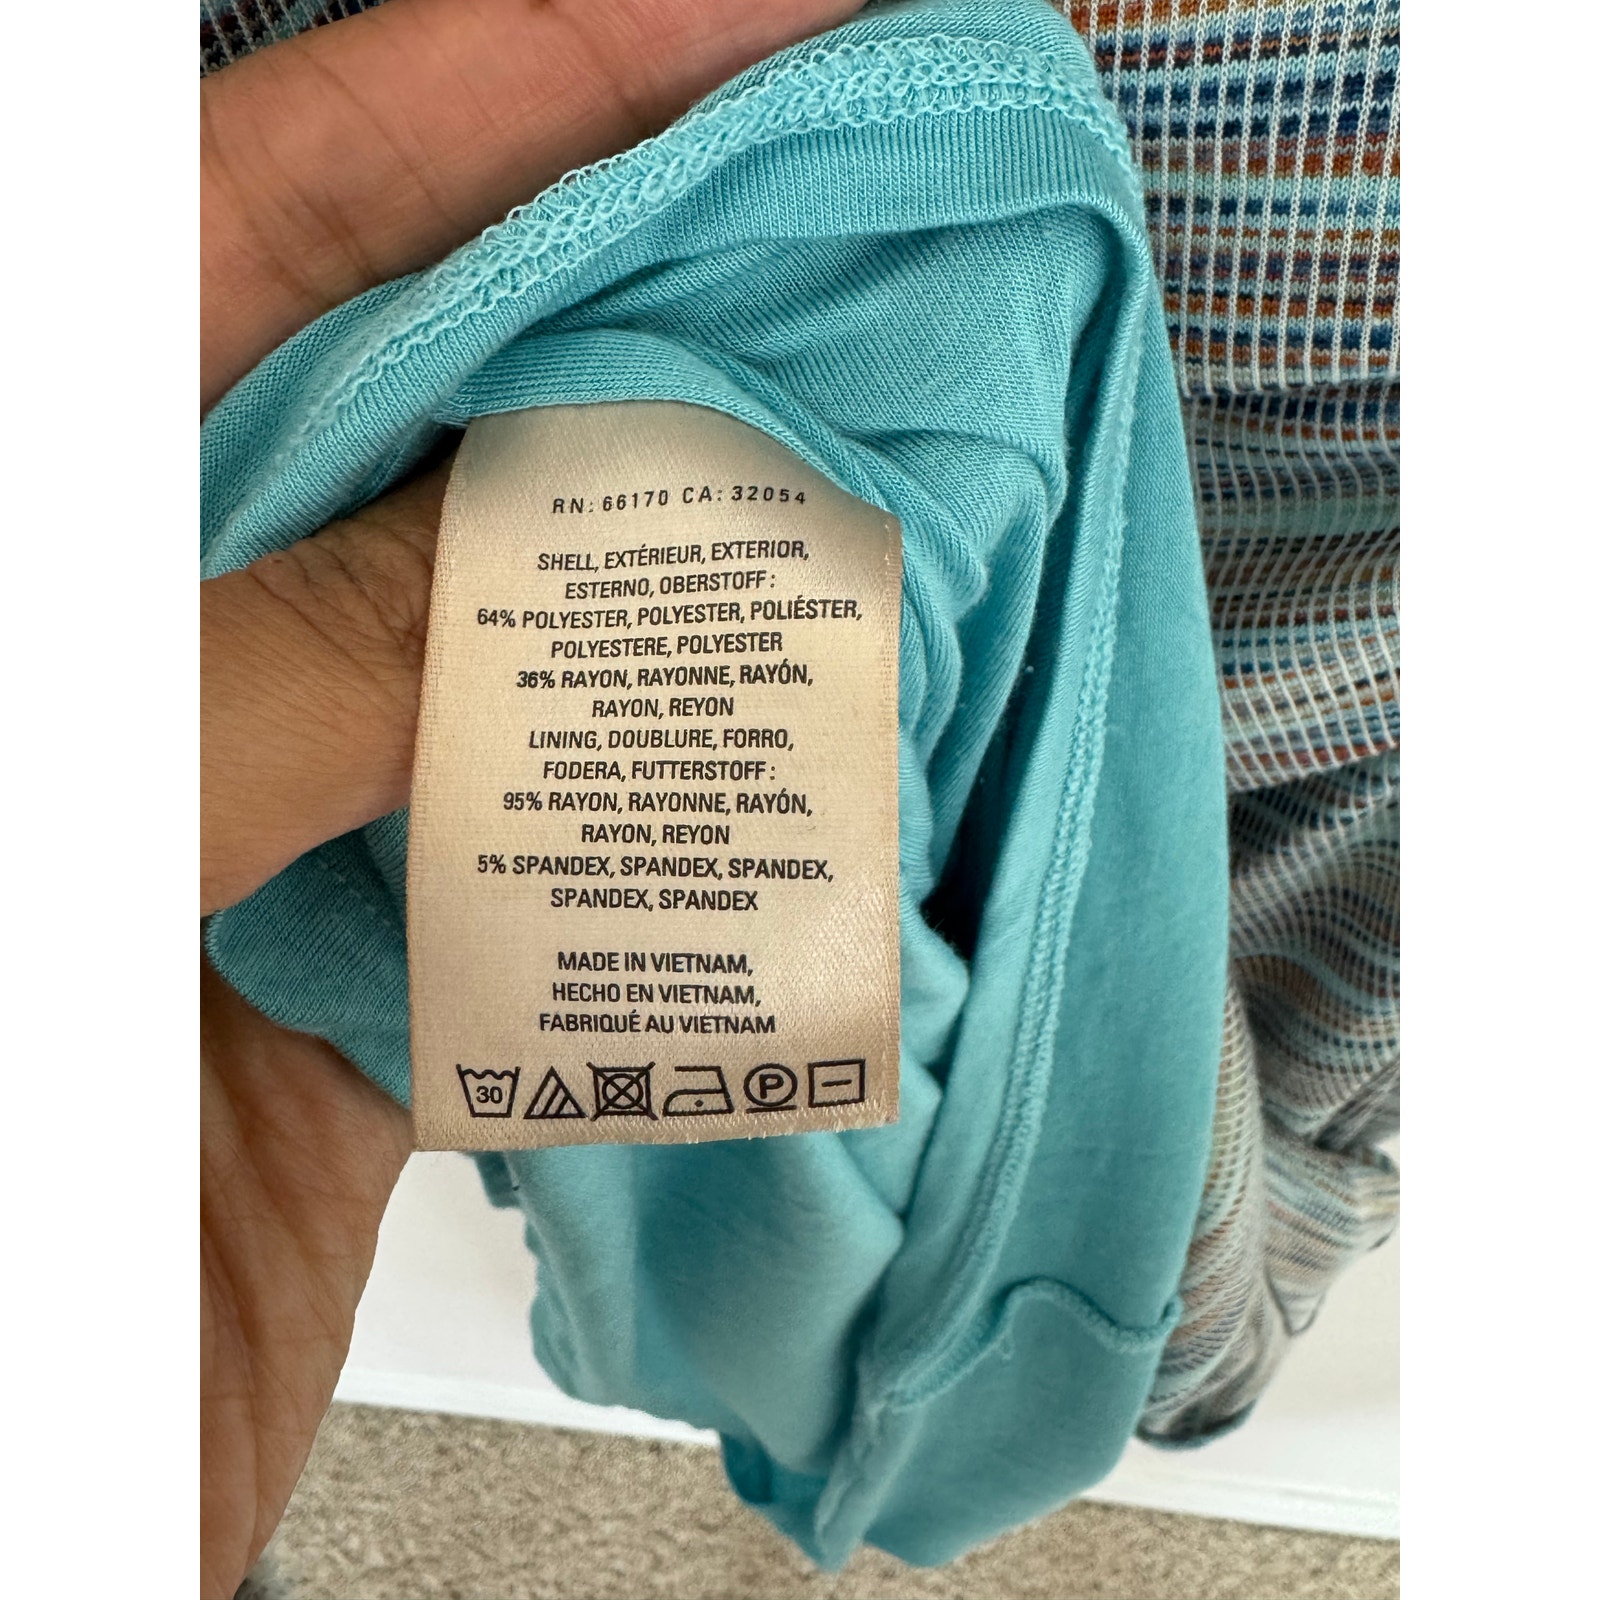 RN: 66170 CA: 32054
SHELL, EXTÉRIEUR, EXTERIOR,
ESTERNO, OBERSTOFF:
64% POLYESTER, POLYESTER, POLIÉSTER,
POLYESTERE, POLYESTER
36% RAYON, RAYONNE, RAYÓN,
RAYON, REYON
LINING, DOUBLURE, FORRO,
FODERA, FUTTERSTOFF:
95% RAYON, RAYONNE, RAYÓN,
RAYON, REYON
5% SPANDEX, SPANDEX, SPANDEX,
SPANDEX, SPANDEX
MADE IN VIETNAM,
HECHO EN VIETNAM,
FABRIQUÉ AU VIETNAM
30 P